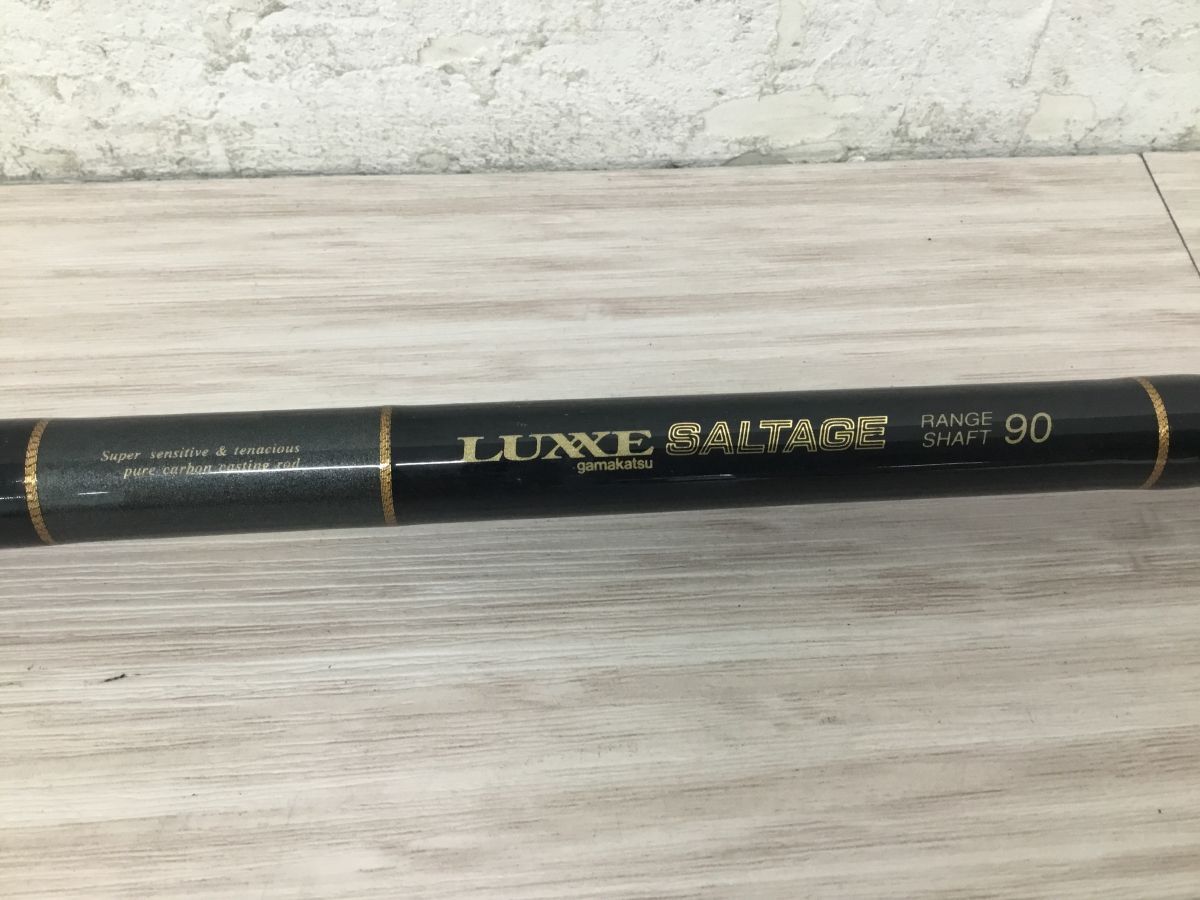 Super sensitive & tenacious
pure carbon casting rod
LUXXE SALTAGE RANGE SHAFT 90
gamakatsu